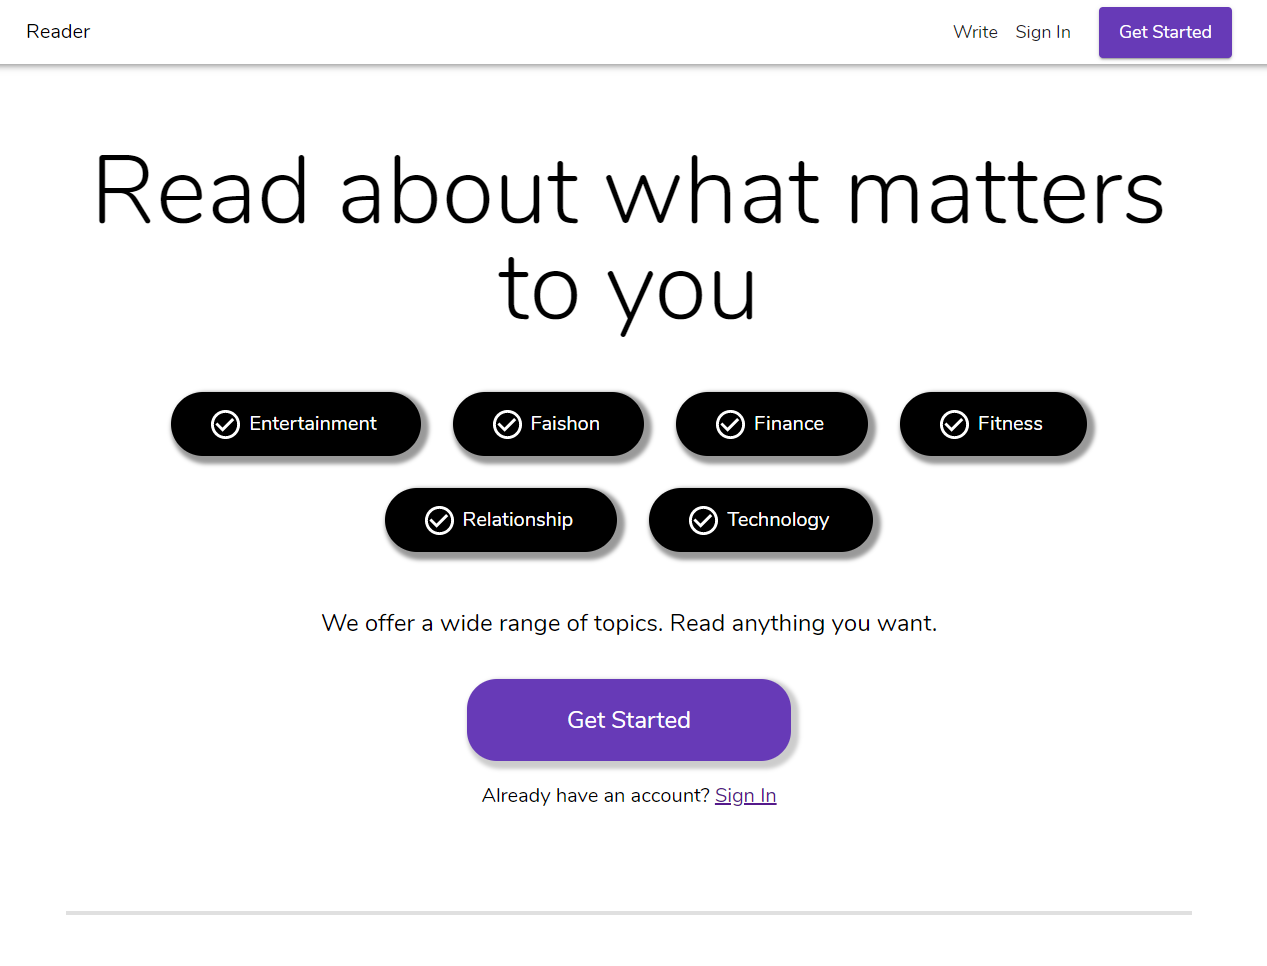 Reader
Write Sign In Get Started
Read about what matters
to you
Entertainment Faishon Finance Fitness
Relationship Technology
We offer a wide range of topics. Read anything you want.
Get Started
Already have an account? Sign In